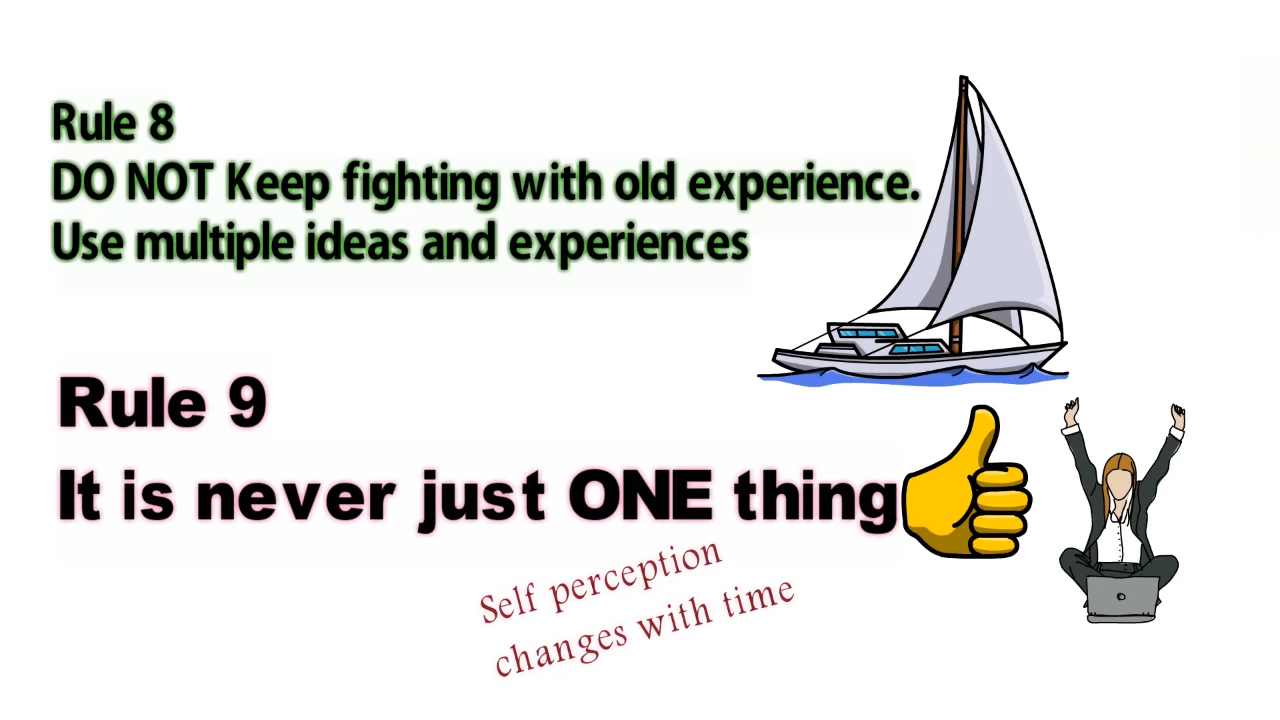 Rule 8
DO NOT Keep fighting with old experience.
Use multiple ideas and experiences
Rule 9
It is never just ONE thing
Self perception
changes with time